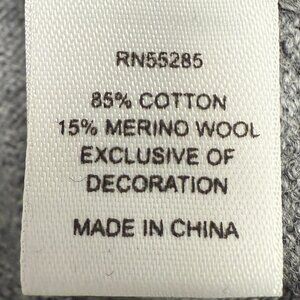 RN55285
85% COTTON
15% MERINO WOOL
EXCLUSIVE OF
DECORATION
MADE IN CHINA